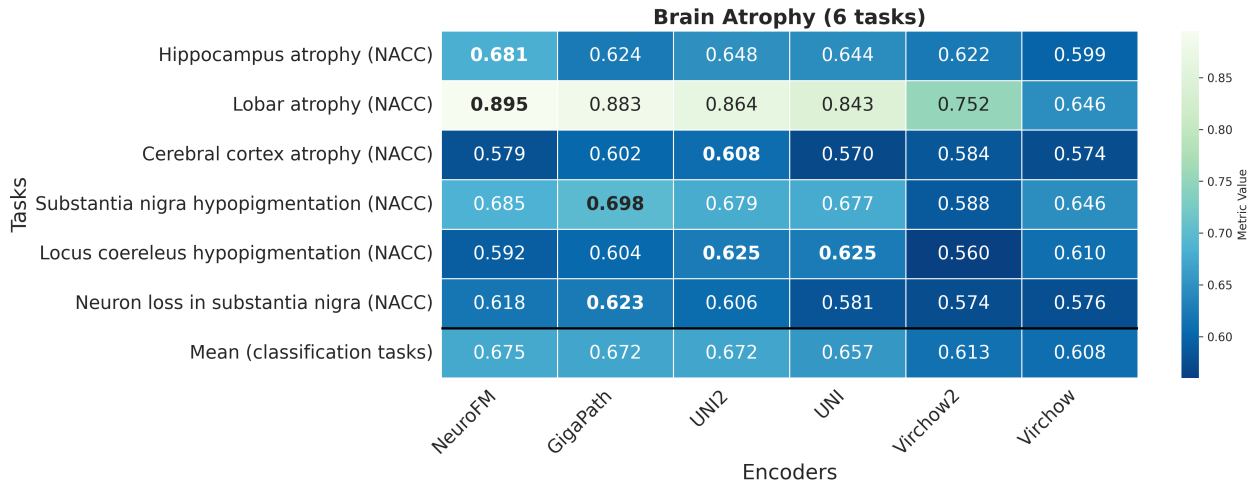 Brain Atrophy (6 tasks)
Tasks
Hippocampus atrophy (NACC) 0.681 0.624 0.648 0.644 0.622 0.599
Lobar atrophy (NACC) 0.895 0.883 0.864 0.843 0.752 0.646
Cerebral cortex atrophy (NACC) 0.579 0.602 0.608 0.570 0.584 0.574
Substantia nigra hypopigmentation (NACC) 0.685 0.698 0.679 0.677 0.588 0.646
Locus coereleus hypopigmentation (NACC) 0.592 0.604 0.625 0.625 0.560 0.610
Neuron loss in substantia nigra (NACC) 0.618 0.623 0.606 0.581 0.574 0.576
Mean (classification tasks) 0.675 0.672 0.672 0.657 0.613 0.608
NeuroFM GigaPath UNI2 UNI Virchow2 Virchow
Encoders
0.85
0.80
0.75
0.70
0.65
0.60
Metric Value